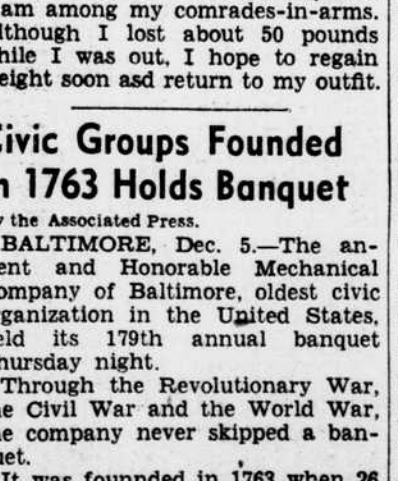 am among my comrades-in-arms.
lthough I lost about 50 pounds
hile I was out, I hope to regain
eight soon asd return to my outfit.
ivic Groups Founded
n 1763 Holds Banquet
y the Associated Press.
BALTIMORE, Dec. 5.—The an-
ent and Honorable Mechanical
ompany of Baltimore, oldest civic
ganization in the United States,
eld its 179th annual banquet
hursday night.
Through the Revolutionary War,
e Civil War and the World War,
e company never skipped a ban-
uet.
It was founnded in 1763 when 26